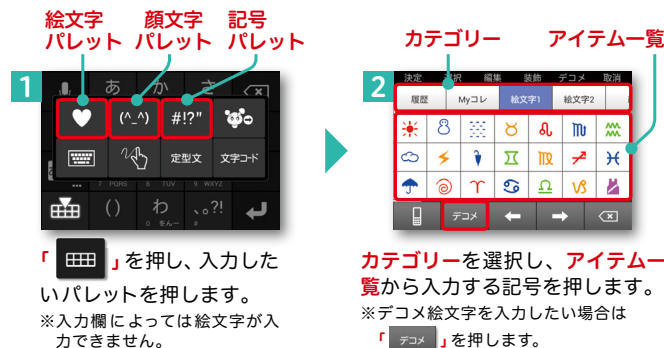 絵文字 顔文字 記号
パレット パレット パレット
カテゴリー アイテム一覧
1
あ か さ
(^_^) #!?"
定型文 文字コード
7 PQRS 8 TUV 9 WXYZ
() わ 、。?!
0 をんー
「 」を押し、入力した
いパレットを押します。
※入力欄によっては絵文字が入
力できません。
2
決定 選択 編集 装飾 デコメ 取消
履歴 Myコレ 絵文字1 絵文字2
デコメ
カテゴリーを選択し、アイテム一
覧から入力する記号を押します。
※デコメ絵文字を入力したい場合は
「 デコメ 」を押します。